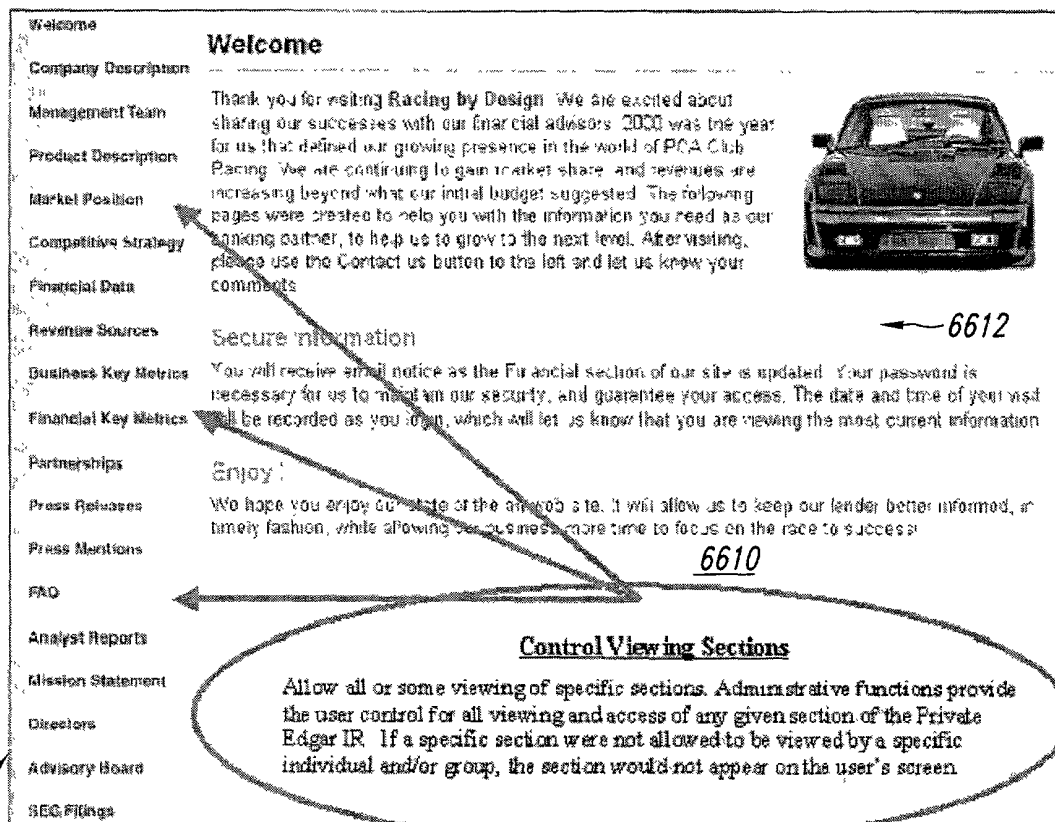 Welcome
Company Description
Management Team
Product Description
Market Position
Competitive Strategy
Financial Data
Revenue Sources
Business Key Metrics
Financial Key Metrics
Partnerships
Press Releases
Press Mentions
FAQ
Analyst Reports
Mission Statement
Directors
Advisory Board
SEC Filings
Welcome
Thank you for visiting Racing by Design. We are excited about
sharing our successes with our financial advisors. 2000 was the year
for us that defined our growing presence in the world of PCA Club
Racing. We are continuing to gain market share, and revenues are
increasing beyond what our initial budget suggested. The following
pages were created to help you with the information you need as our
banking partner, to help us to grow to the next level. After visiting,
please use the Contact us button to the left and let us know your
comments
6612
Secure Information
You will receive email notice as the Financial section of our site is updated. Your password is
necessary for us to maintain our security, and guarantee your access. The date and time of your visit
will be recorded as you login, which will let us know that you are viewing the most current information
Enjoy !
We hope you enjoy our state of the art web site. It will allow us to keep our lender better informed, in
timely fashion, while allowing our business more time to focus on the race to success!
6610
Control Viewing Sections
Allow all or some viewing of specific sections. Administrative functions provide
the user control for all viewing and access of any given section of the Private
Edgar IR. If a specific section were not allowed to be viewed by a specific
individual and/or group, the section would not appear on the user's screen